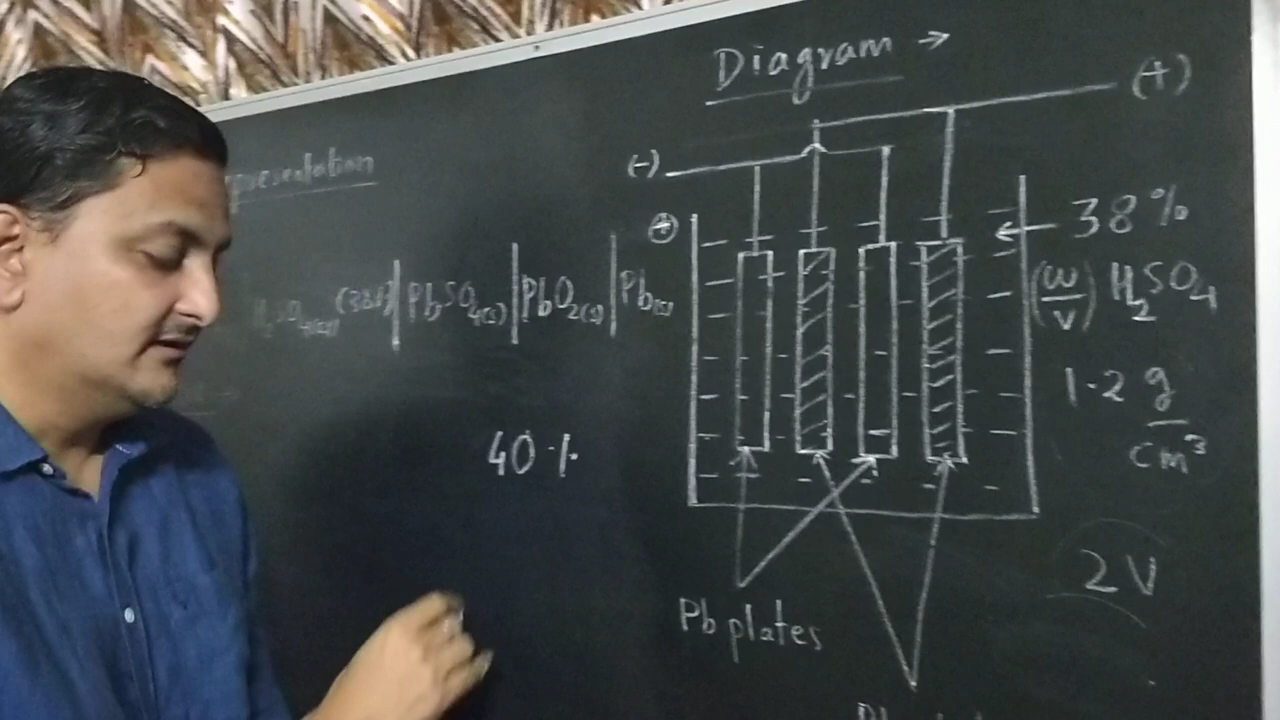 Diagram →
(+)
(-)
⊕
H₂SO₄(aq)(38%)|PbSO₄(s)|PbO₂(s)|Pb(s)
38%
(w/v) H₂SO₄
1.2 g/cm³
40%
2V
Pb plates